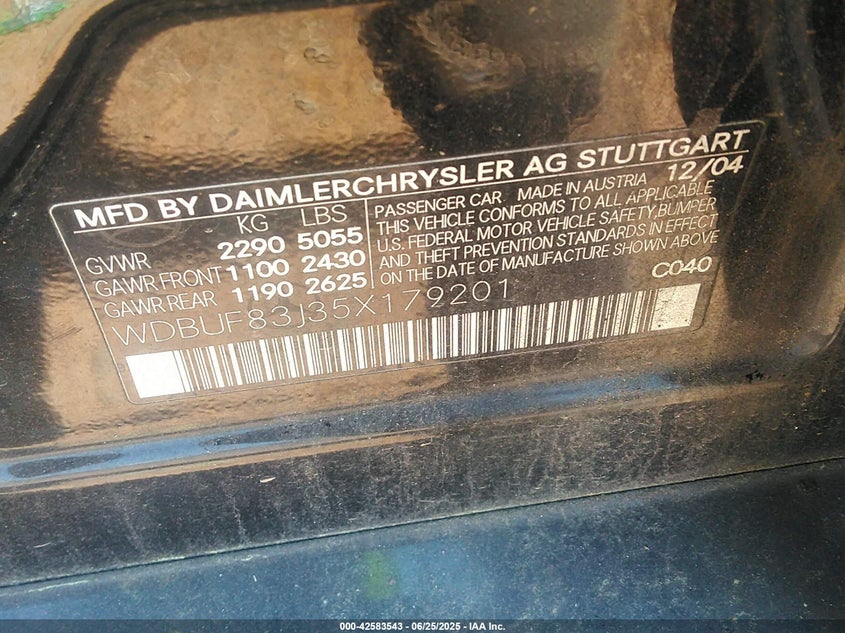 MFD BY DAIMLERCHRYSLER AG STUTTGART
12/04
KG LBS
GVWR 2290 5055
GAWR FRONT 1100 2430
GAWR REAR 1190 2625
PASSENGER CAR MADE IN AUSTRIA
THIS VEHICLE CONFORMS TO ALL APPLICABLE
U.S. FEDERAL MOTOR VEHICLE SAFETY, BUMPER
AND THEFT PREVENTION STANDARDS IN EFFECT
ON THE DATE OF MANUFACTURE SHOWN ABOVE
C040
WDBUF83J35X179201
000-42583543 - 06/25/2025 - IAA Inc.